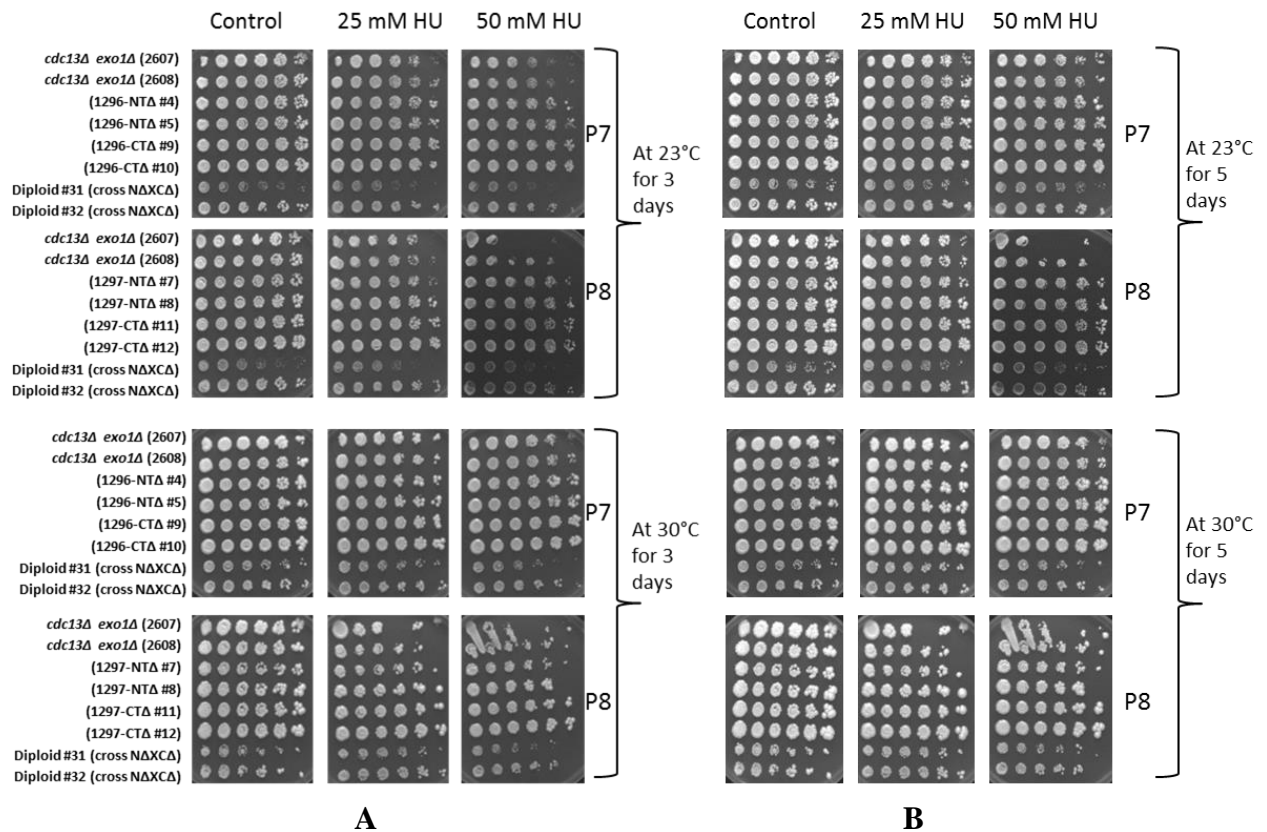 Control 25 mM HU 50 mM HU Control 25 mM HU 50 mM HU
cdc13Δ exo1Δ (2607)
cdc13Δ exo1Δ (2608)
(1296-NTΔ #4)
(1296-NTΔ #5)
(1296-CTΔ #9)
(1296-CTΔ #10)
Diploid #31 (cross NΔXCΔ)
Diploid #32 (cross NΔXCΔ)
P7
cdc13Δ exo1Δ (2607)
cdc13Δ exo1Δ (2608)
(1297-NTΔ #7)
(1297-NTΔ #8)
(1297-CTΔ #11)
(1297-CTΔ #12)
Diploid #31 (cross NΔXCΔ)
Diploid #32 (cross NΔXCΔ)
P8
At 23°C
for 3
days
P7
P8
At 23°C
for 5
days
cdc13Δ exo1Δ (2607)
cdc13Δ exo1Δ (2608)
(1296-NTΔ #4)
(1296-NTΔ #5)
(1296-CTΔ #9)
(1296-CTΔ #10)
Diploid #31 (cross NΔXCΔ)
Diploid #32 (cross NΔXCΔ)
P7
cdc13Δ exo1Δ (2607)
cdc13Δ exo1Δ (2608)
(1297-NTΔ #7)
(1297-NTΔ #8)
(1297-CTΔ #11)
(1297-CTΔ #12)
Diploid #31 (cross NΔXCΔ)
Diploid #32 (cross NΔXCΔ)
P8
At 30°C
for 3
days
P7
P8
At 30°C
for 5
days
A B